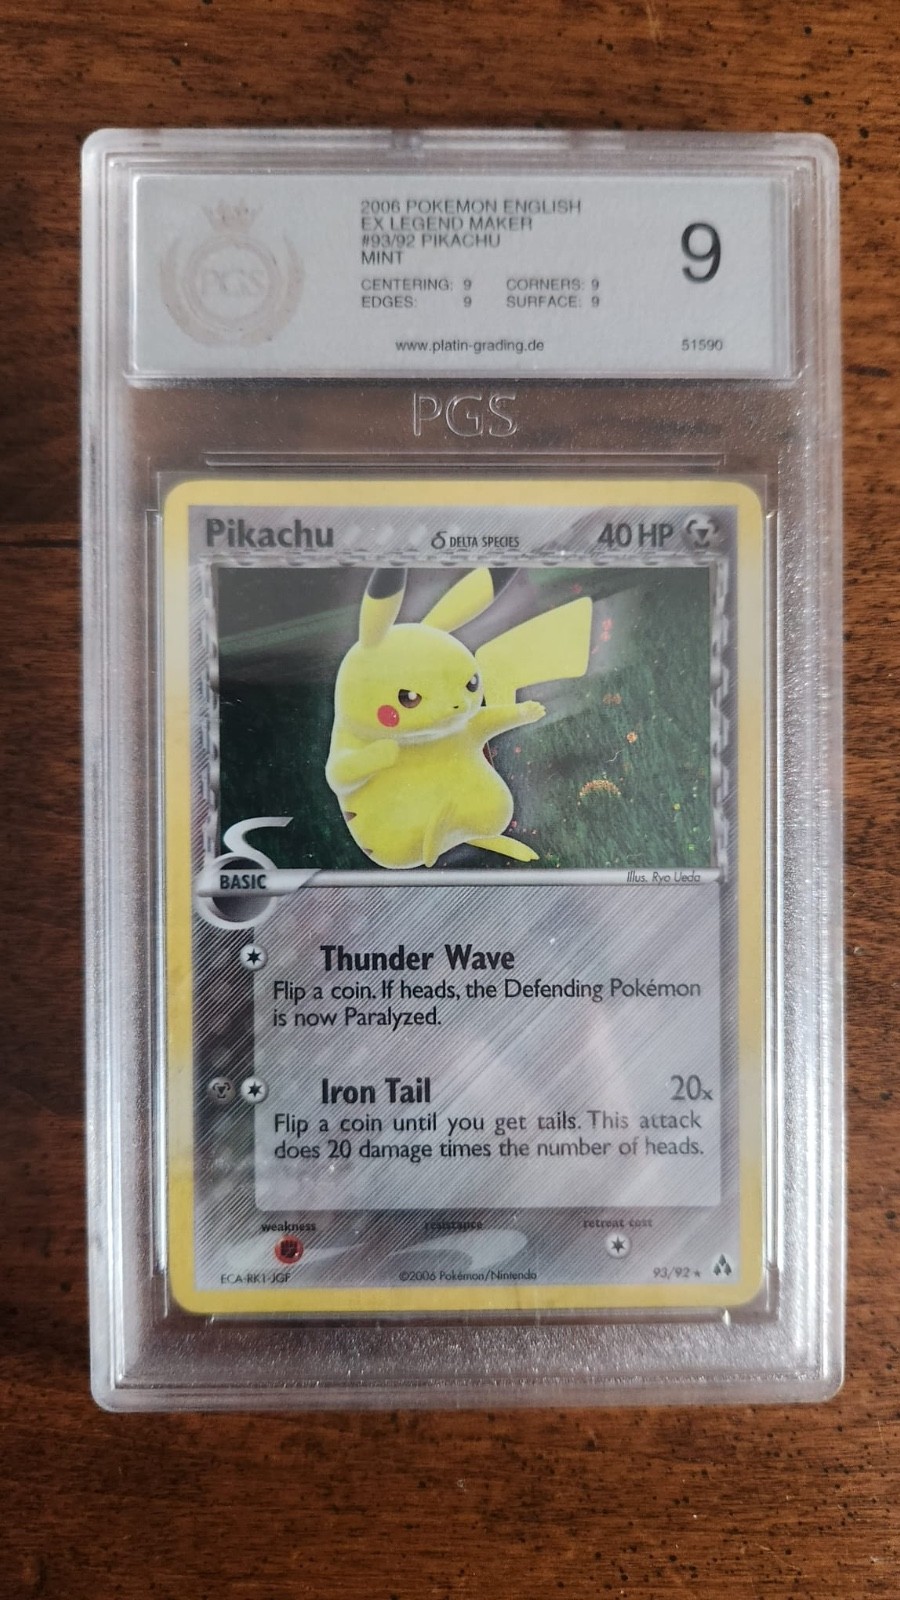 PGS
2006 POKEMON ENGLISH
EX LEGEND MAKER
#93/92 PIKACHU
MINT
CENTERING: 9 CORNERS: 9
EDGES: 9 SURFACE: 9
9
www.platin-grading.de
51590
PGS
Pikachu δ DELTA SPECIES 40 HP
Illus. Ryo Ueda
BASIC
Thunder Wave
Flip a coin. If heads, the Defending Pokémon
is now Paralyzed.
Iron Tail 20x
Flip a coin until you get tails. This attack
does 20 damage times the number of heads.
weakness resistance retreat cost
ECA-RK1-JGF ©2006 Pokémon/Nintendo 93/92 ★